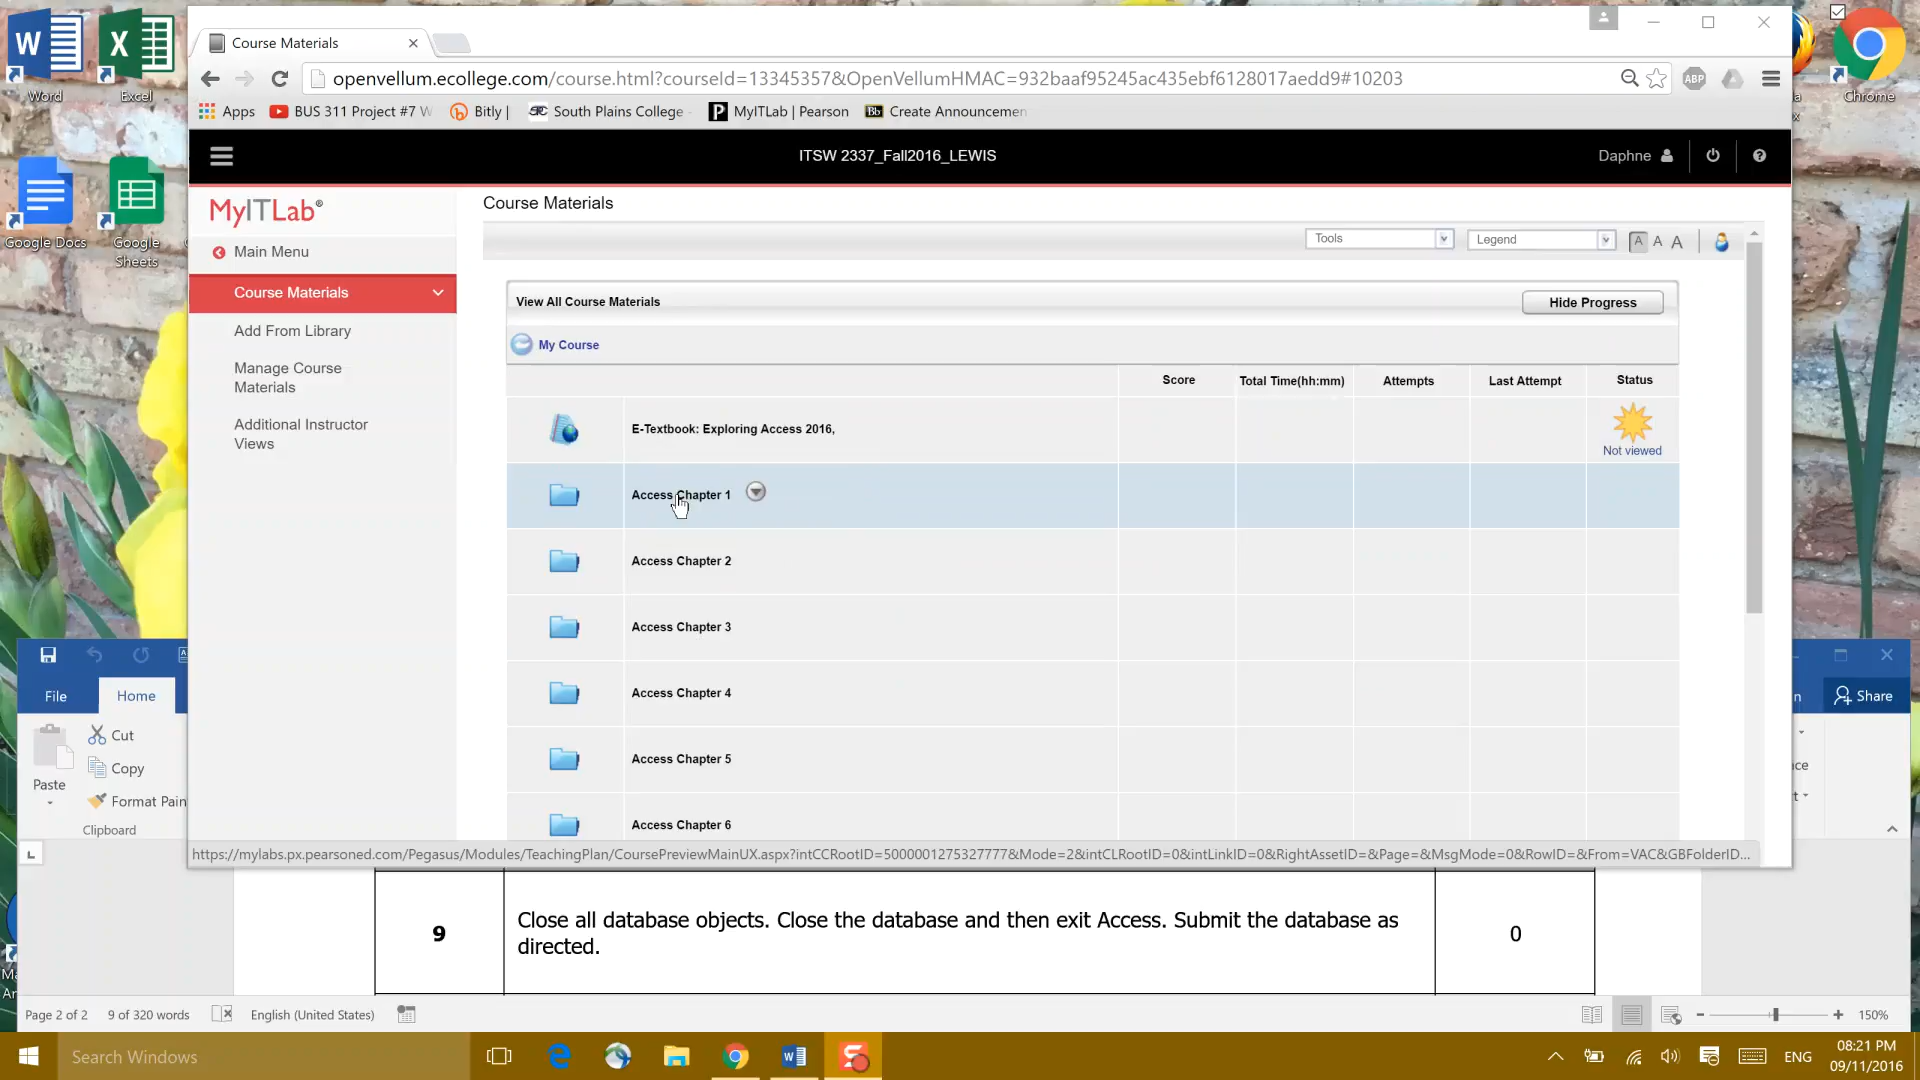 Word
Excel
Google Docs
Google
Sheets
Chrome
Course Materials
openvellum.ecollege.com/course.html?courseId=13345357&OpenVellumHMAC=932baaf95245ac435ebf6128017aedd9#10203
ABP
Apps
BUS 311 Project #7 W
Bitly |
South Plains College
MyITLab | Pearson
Bb
Create Announcemen
ITSW 2337_Fall2016_LEWIS
Daphne
MyITLab®
Main Menu
Course Materials
Add From Library
Manage Course
Materials
Additional Instructor
Views
Course Materials
Tools
Legend
A A A
View All Course Materials
Hide Progress
My Course
Score
Total Time(hh:mm)
Attempts
Last Attempt
Status
E-Textbook: Exploring Access 2016,
Not viewed
Access Chapter 1
Access Chapter 2
Access Chapter 3
Access Chapter 4
Access Chapter 5
Access Chapter 6
https://mylabs.px.pearsoned.com/Pegasus/Modules/TeachingPlan/CoursePreviewMainUX.aspx?intCCRootID=5000001275327777&Mode=2&intCLRootID=0&intLinkID=0&RightAssetID=&Page=&MsgMode=0&RowID=&From=VAC&GBFolderID...
File
Home
Share
Cut
Copy
Format Pain
Paste
Clipboard
9
Close all database objects. Close the database and then exit Access. Submit the database as
directed.
0
Page 2 of 2
9 of 320 words
English (United States)
150%
Search Windows
ENG
08:21 PM
09/11/2016